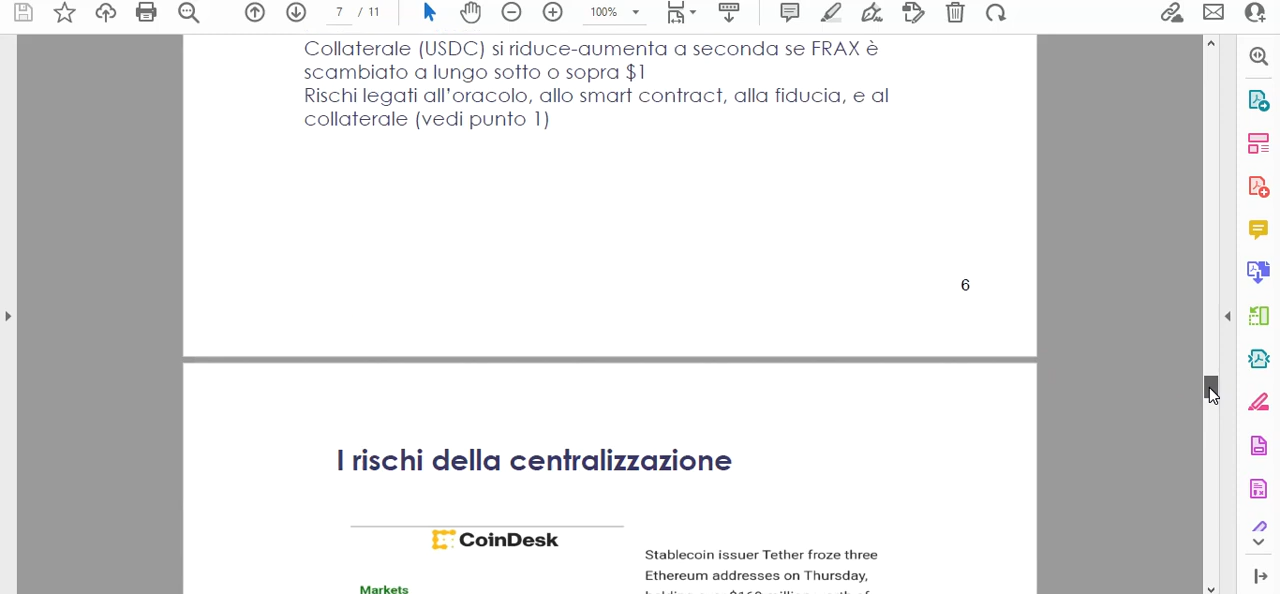 7 / 11
100%
Collaterale (USDC) si riduce-aumenta a seconda se FRAX è
scambiato a lungo sotto o sopra $1
Rischi legati all'oracolo, allo smart contract, alla fiducia, e al
collaterale (vedi punto 1)
6
I rischi della centralizzazione
CoinDesk
Markets
Stablecoin issuer Tether froze three
Ethereum addresses on Thursday,